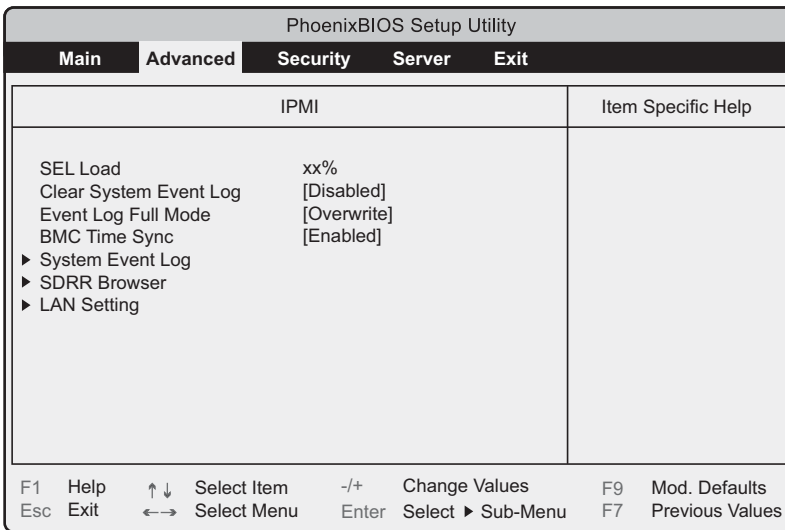 PhoenixBIOS Setup Utility
Main Advanced Security Server Exit
IPMI Item Specific Help
SEL Load xx%
Clear System Event Log [Disabled]
Event Log Full Mode [Overwrite]
BMC Time Sync [Enabled]
▶ System Event Log
▶ SDRR Browser
▶ LAN Setting
F1 Help ↑↓ Select Item -/+ Change Values F9 Mod. Defaults
Esc Exit ←→ Select Menu Enter Select ▶ Sub-Menu F7 Previous Values